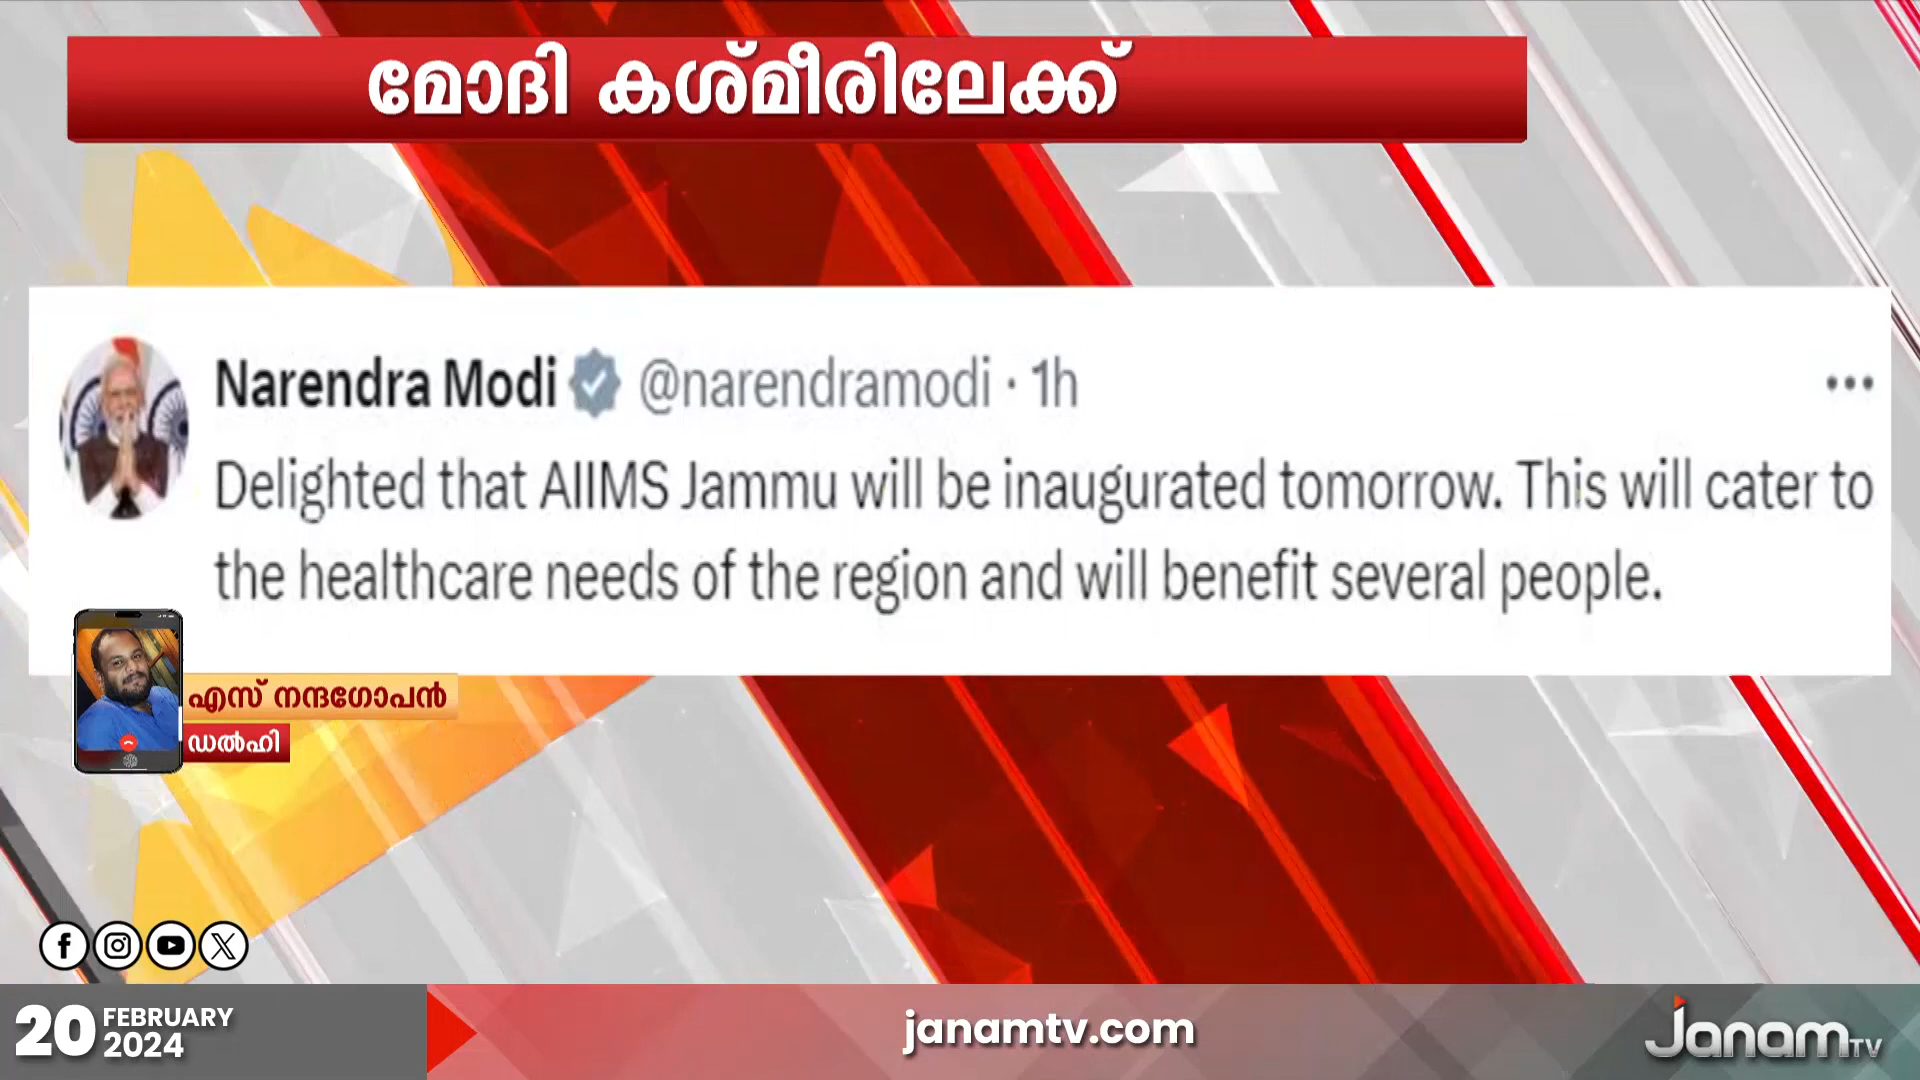 മോദി കശ്മീരിലേക്ക്
Narendra Modi @narendramodi · 1h
Delighted that AIIMS Jammu will be inaugurated tomorrow. This will cater to
the healthcare needs of the region and will benefit several people.
എസ് നന്ദഗോപൻ
ഡൽഹി
20 FEBRUARY
2024
janamtv.com
Janam TV